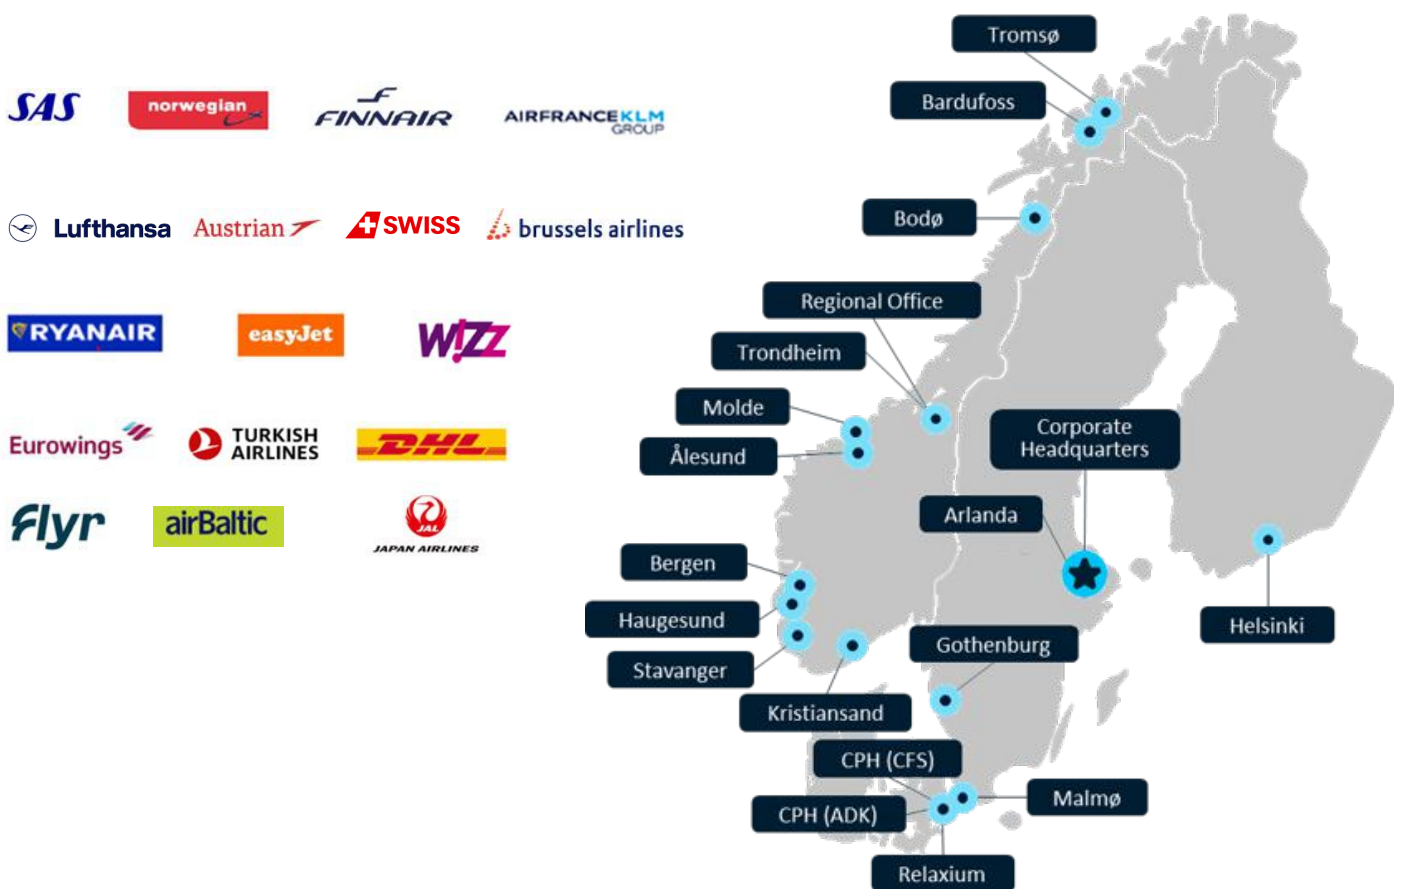 SAS
norwegian
FINNAIR
AIRFRANCEKLM
GROUP
Lufthansa
Austrian
SWISS
brussels airlines
RYANAIR
easyJet
WIZZ
Eurowings
TURKISH
AIRLINES
DHL
Flyr
airBaltic
JAL
JAPAN AIRLINES
Tromsø
Bardufoss
Bodø
Regional Office
Trondheim
Molde
Ålesund
Corporate
Headquarters
Arlanda
Bergen
Haugesund
Stavanger
Kristiansand
Gothenburg
Helsinki
CPH (CFS)
CPH (ADK)
Malmø
Relaxium